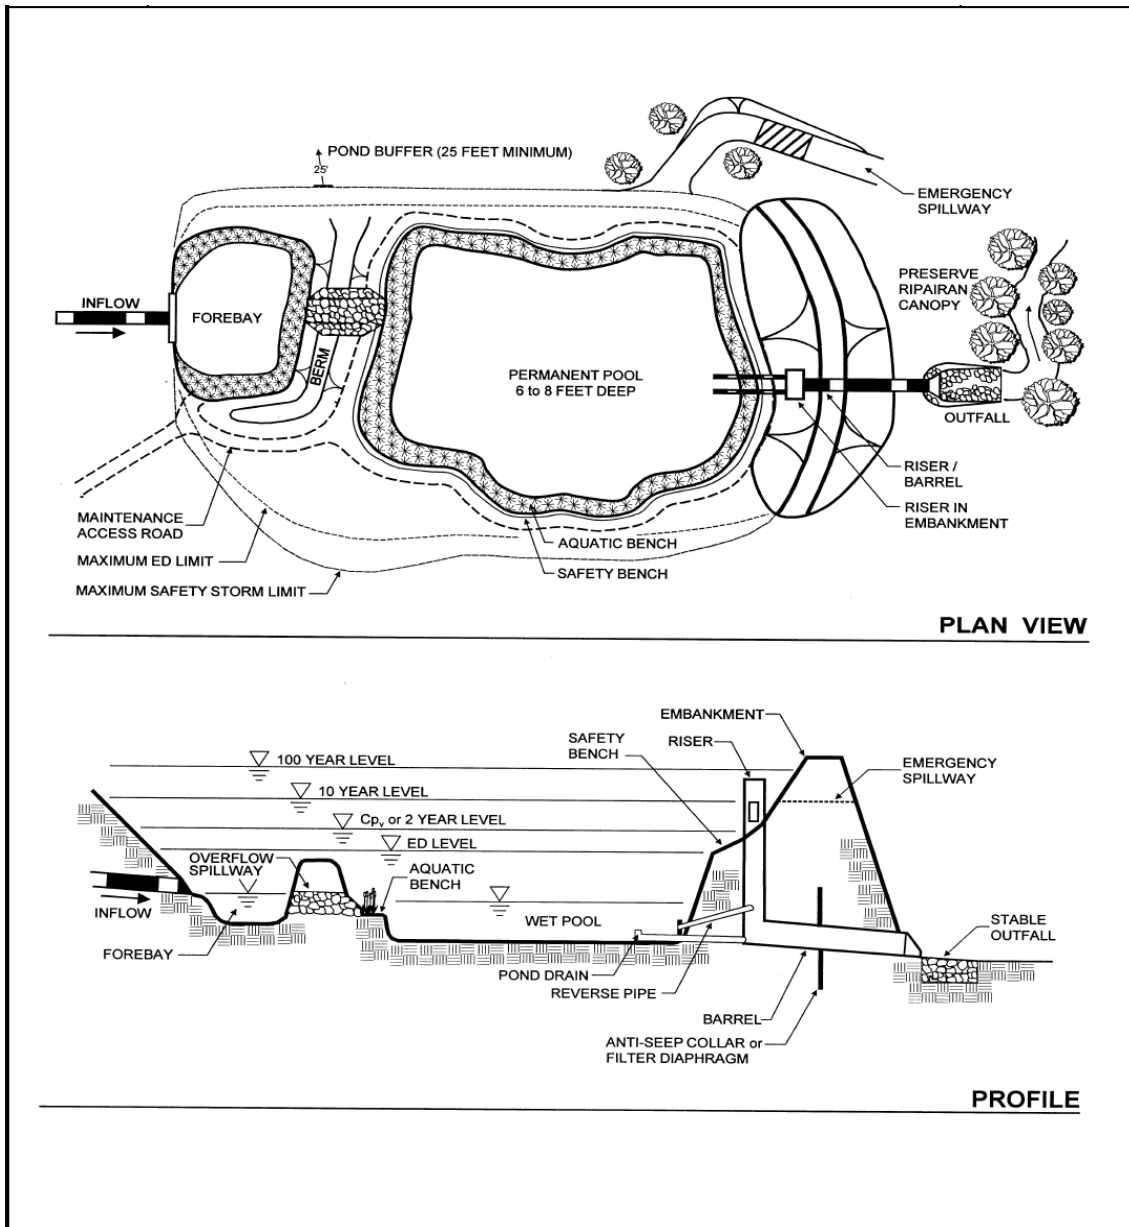 POND BUFFER (25 FEET MINIMUM)
25'
EMERGENCY
SPILLWAY
PRESERVE
RIPAIRAN
CANOPY
INFLOW
FOREBAY
BERM
PERMANENT POOL
6 to 8 FEET DEEP
OUTFALL
RISER /
BARREL
RISER IN
EMBANKMENT
MAINTENANCE
ACCESS ROAD
AQUATIC BENCH
MAXIMUM ED LIMIT
SAFETY BENCH
MAXIMUM SAFETY STORM LIMIT
PLAN VIEW
EMBANKMENT
SAFETY
BENCH
RISER
100 YEAR LEVEL
EMERGENCY
SPILLWAY
10 YEAR LEVEL
Cpv or 2 YEAR LEVEL
ED LEVEL
OVERFLOW
SPILLWAY
AQUATIC
BENCH
INFLOW
WET POOL
STABLE
OUTFALL
FOREBAY
POND DRAIN
REVERSE PIPE
BARREL
ANTI-SEEP COLLAR or
FILTER DIAPHRAGM
PROFILE